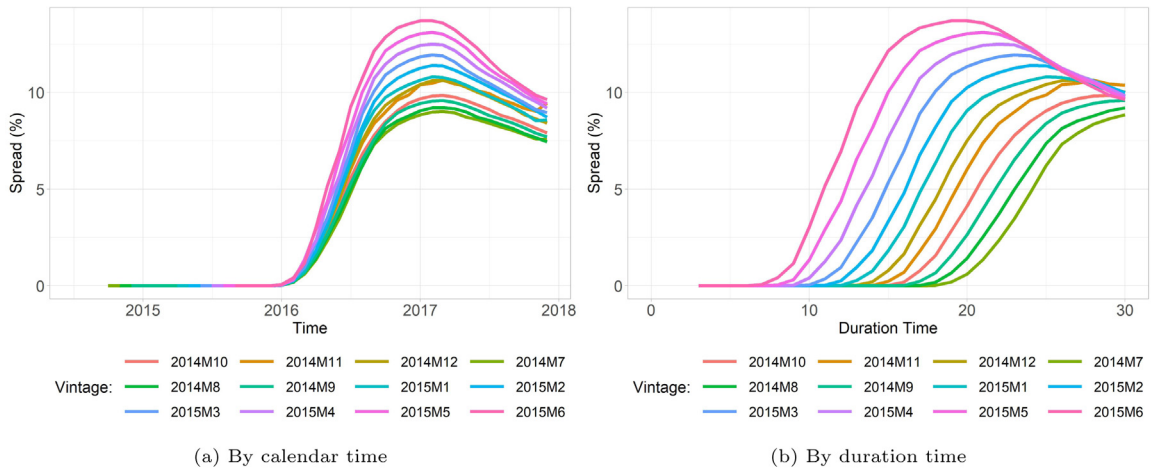 Spread (%)
10
5
0
2015 2016 2017 2018
Time
Vintage:
2014M10 2014M11 2014M12 2014M7
2014M8 2014M9 2015M1 2015M2
2015M3 2015M4 2015M5 2015M6
(a) By calendar time
Spread (%)
10
5
0
0 10 20 30
Duration Time
Vintage:
2014M10 2014M11 2014M12 2014M7
2014M8 2014M9 2015M1 2015M2
2015M3 2015M4 2015M5 2015M6
(b) By duration time